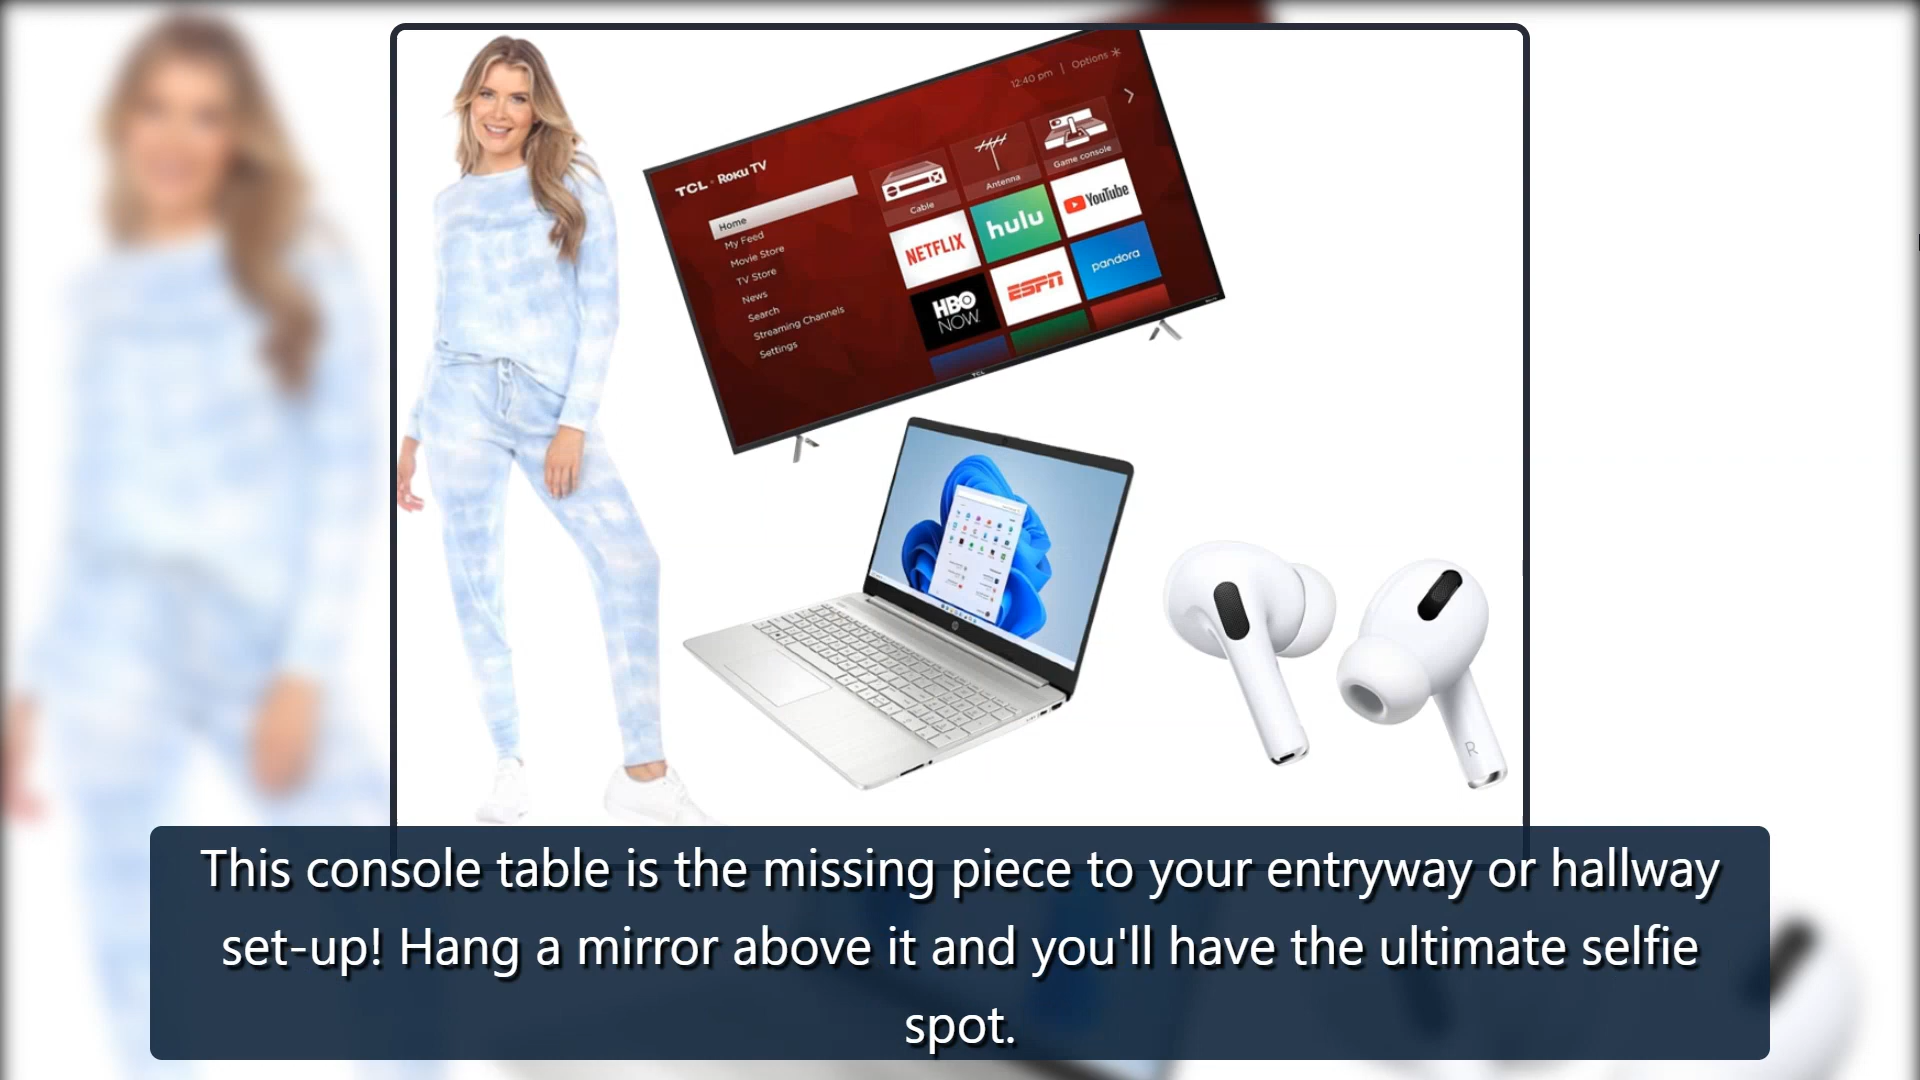 12:40 pm | Options
TCL · Roku TV
Home
My Feed
Movie Store
TV Store
News
Search
Streaming Channels
Settings
Cable
Antenna
Game console
NETFLIX
hulu
YouTube
HBO
NOW
ESPN
pandora
TCL
hp
R
This console table is the missing piece to your entryway or hallway
set-up! Hang a mirror above it and you'll have the ultimate selfie
spot.